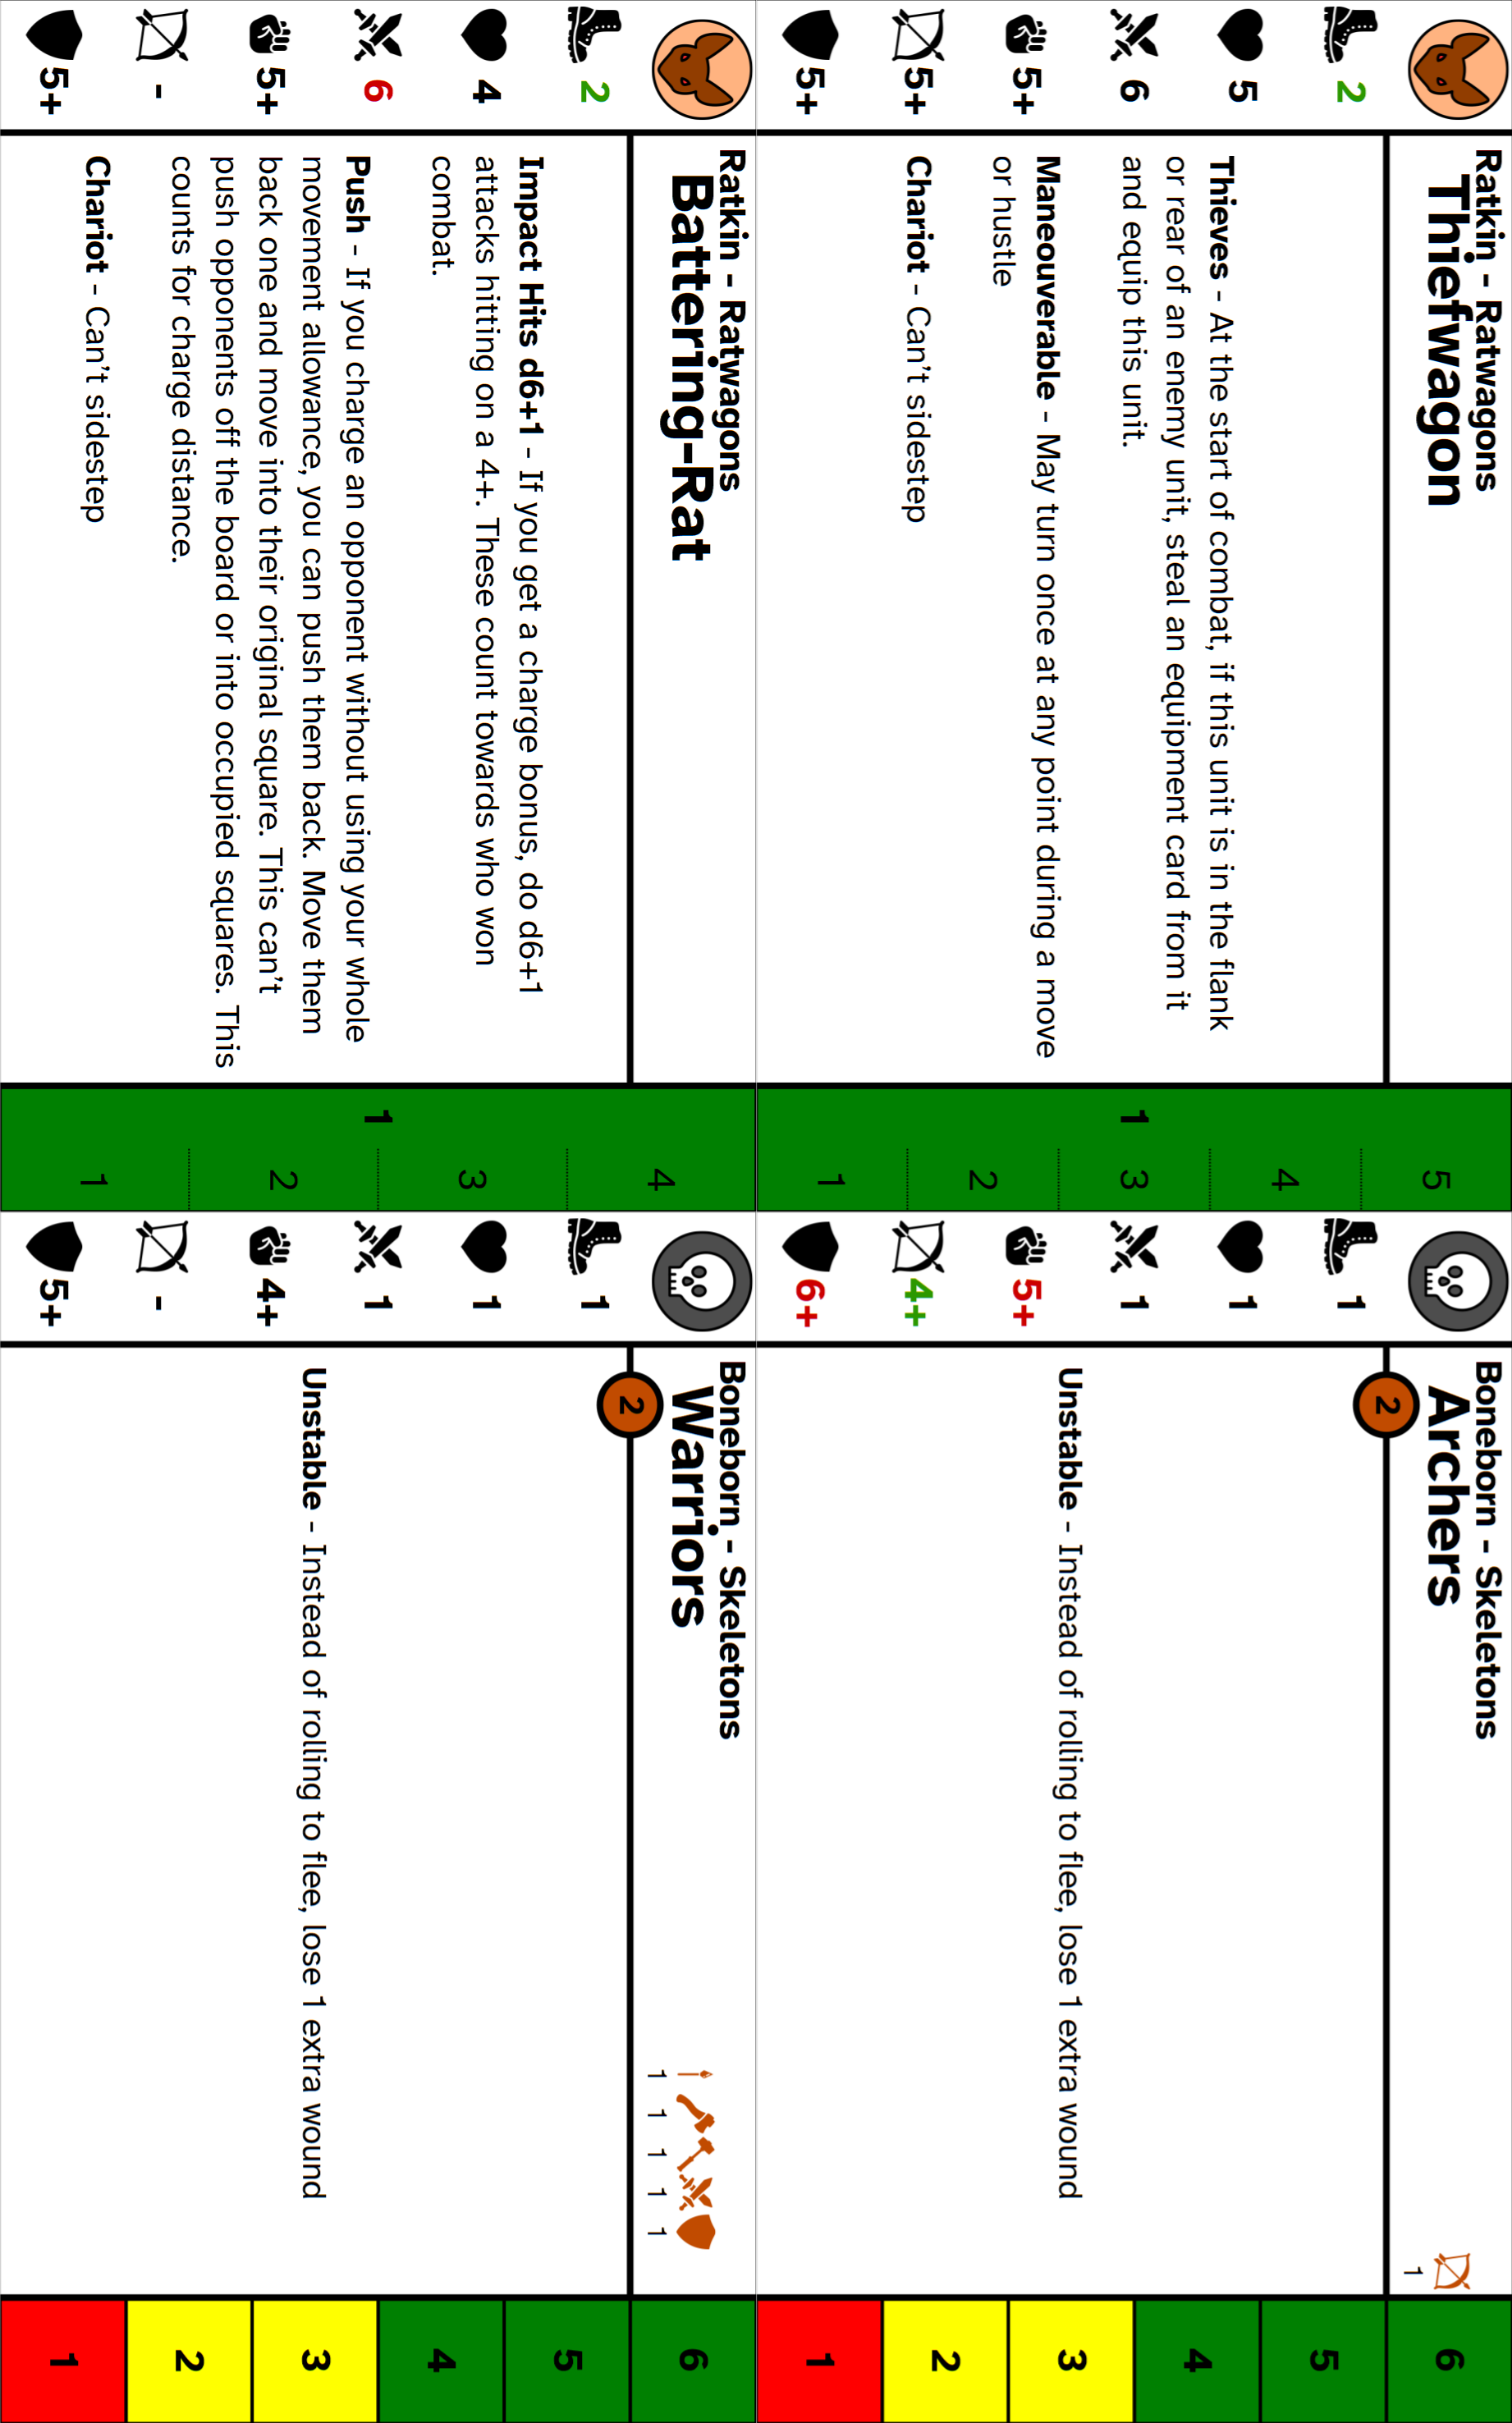 Ratkin - Ratwagons
Thiefwagon
2
5
6
5+
5+
5+
Thieves - At the start of combat, if this unit is in the flank
or rear of an enemy unit, steal an equipment card from it
and equip this unit.
Maneouverable - May turn once at any point during a move
or hustle
Chariot - Can't sidestep
1
5
4
3
2
1
Boneborn - Skeletons
Archers
2
1
1
1
1
5+
4+
6+
Unstable - Instead of rolling to flee, lose 1 extra wound
6
5
4
3
2
1
Ratkin - Ratwagons
Battering-Rat
2
4
6
5+
-
5+
Impact Hits d6+1 - If you get a charge bonus, do d6+1
attacks hitting on a 4+. These count towards who won
combat.
Push - If you charge an opponent without using your whole
movement allowance, you can push them back. Move them
back one and move into their original square. This can't
push opponents off the board or into occupied squares. This
counts for charge distance.
Chariot - Can't sidestep
1
4
3
2
1
Boneborn - Skeletons
Warriors
2
1 1 1 1 1
1
1
1
4+
-
5+
Unstable - Instead of rolling to flee, lose 1 extra wound
6
5
4
3
2
1